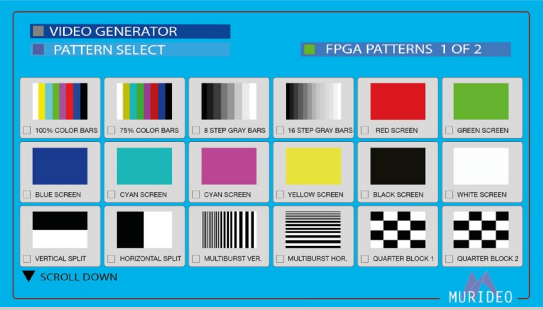 VIDEO GENERATOR
PATTERN SELECT
FPGA PATTERNS 1 OF 2
100% COLOR BARS
75% COLOR BARS
8 STEP GRAY BARS
16 STEP GRAY BARS
RED SCREEN
GREEN SCREEN
BLUE SCREEN
CYAN SCREEN
CYAN SCREEN
YELLOW SCREEN
BLACK SCREEN
WHITE SCREEN
VERTICAL SPLIT
HORIZONTAL SPLIT
MULTIBURST VER.
MULTIBURST HOR.
QUARTER BLOCK 1
QUARTER BLOCK 2
SCROLL DOWN
MURIDEO